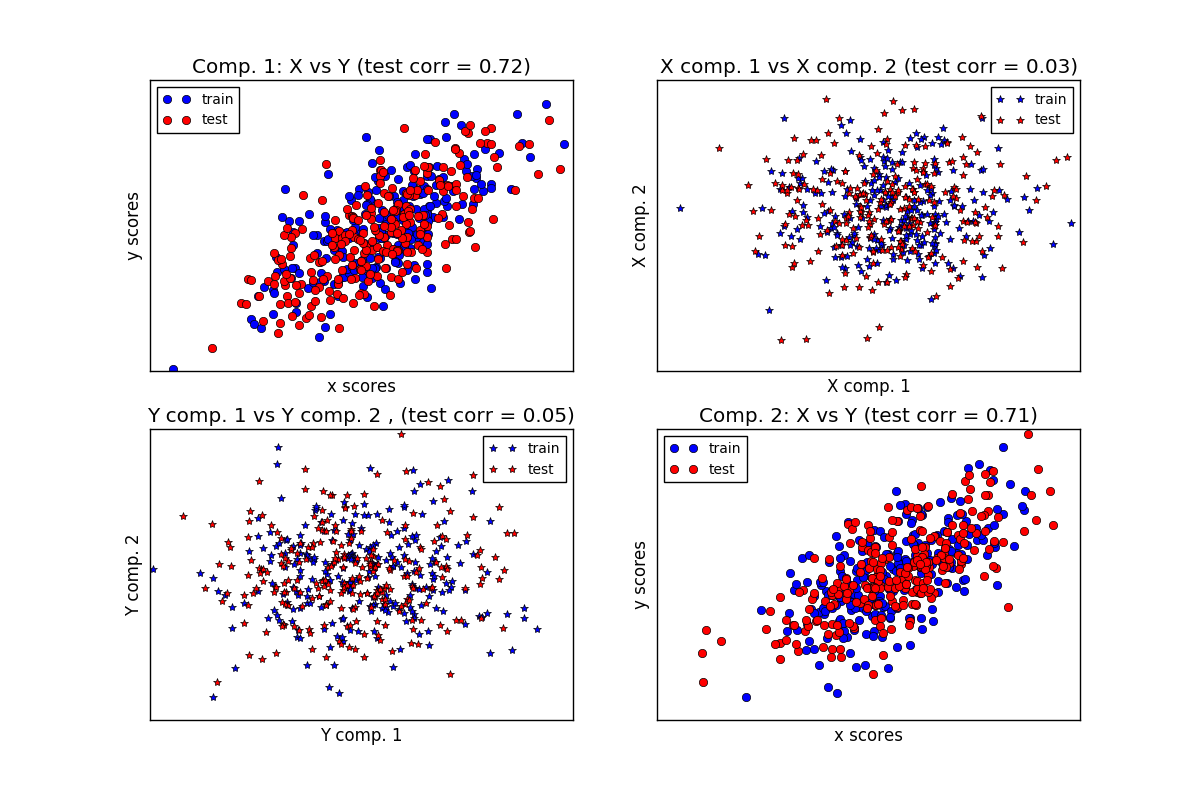 Comp. 1: X vs Y (test corr = 0.72)
train
test
y scores
x scores
X comp. 1 vs X comp. 2 (test corr = 0.03)
train
test
X comp. 2
X comp. 1
Y comp. 1 vs Y comp. 2 , (test corr = 0.05)
train
test
Y comp. 2
Y comp. 1
Comp. 2: X vs Y (test corr = 0.71)
train
test
y scores
x scores